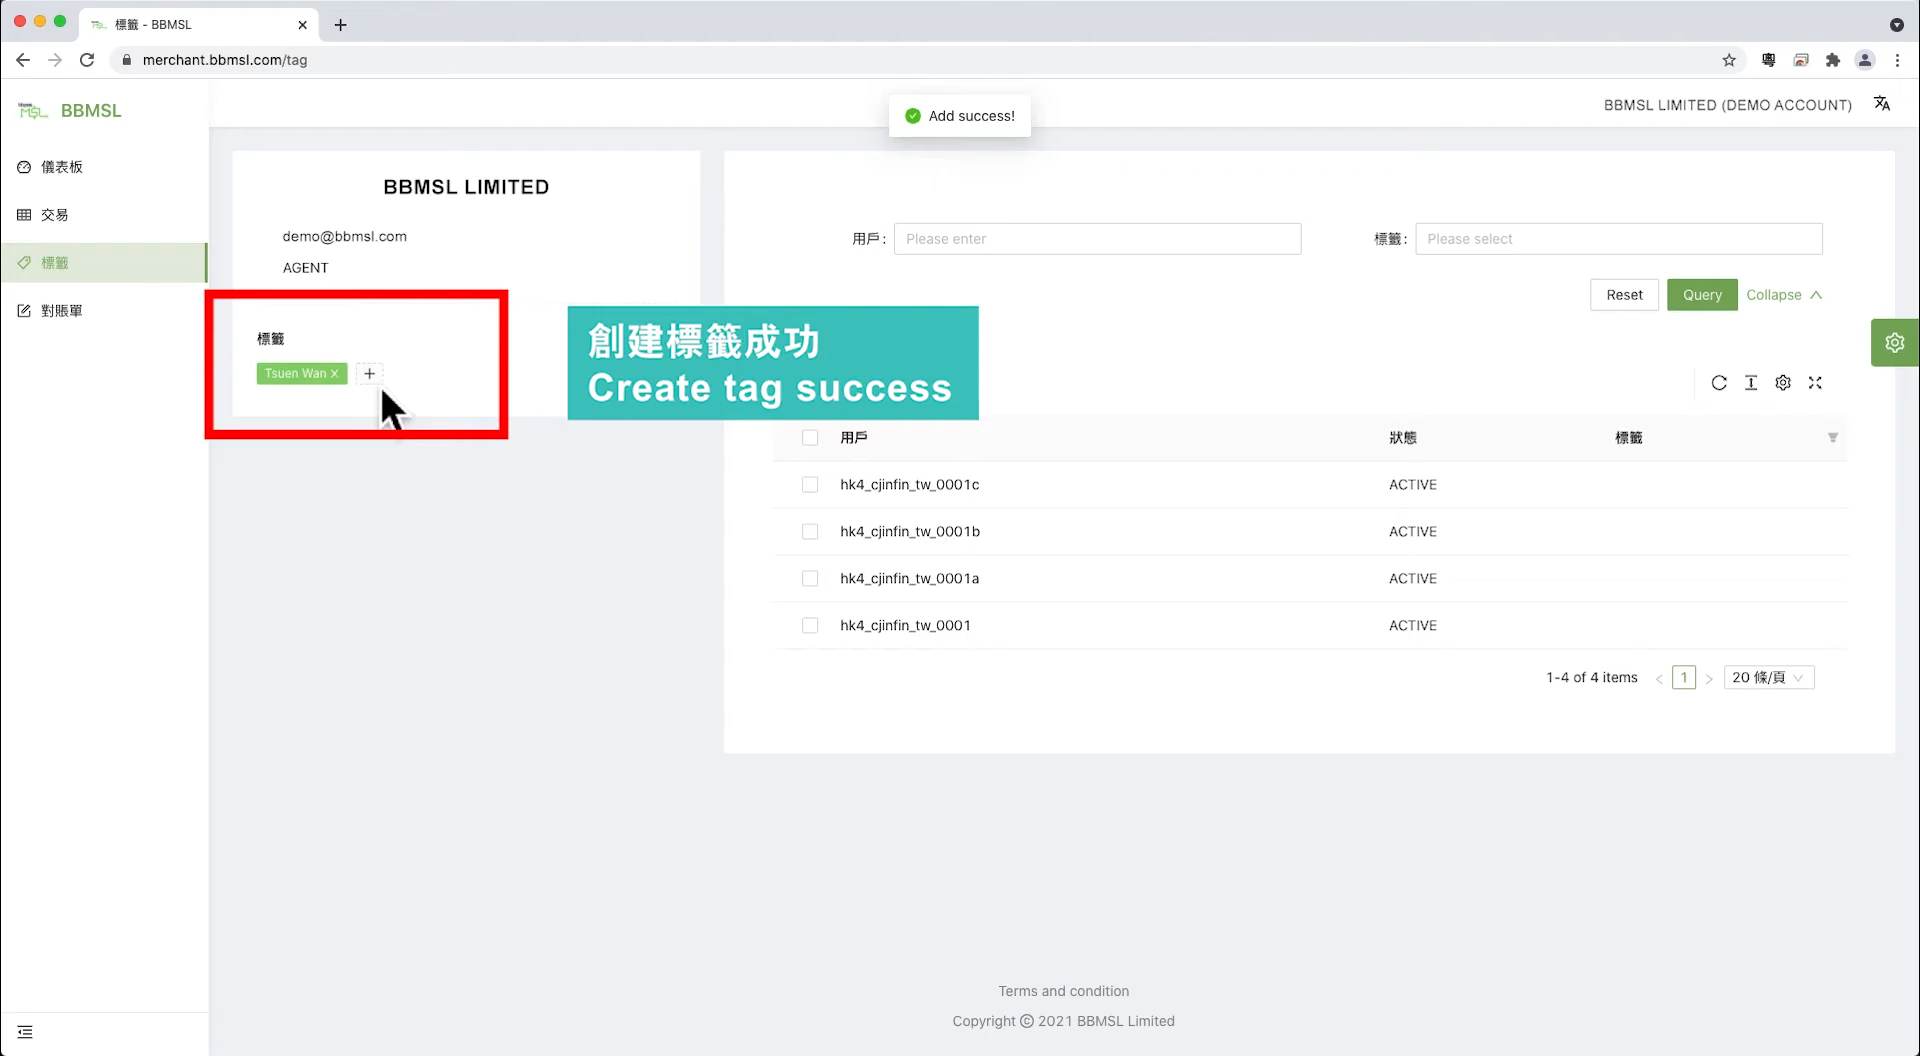 標籤 - BBMSL
merchant.bbmsl.com/tag
粵
BBMSL
Add success!
BBMSL LIMITED (DEMO ACCOUNT)
儀表板
交易
標籤
對賬單
BBMSL LIMITED
demo@bbmsl.com
AGENT
標籤
Tsuen Wan
用戶: Please enter
標籤: Please select
Reset Query Collapse
創建標籤成功
Create tag success
用戶 狀態 標籤
hk4_cjinfin_tw_0001c ACTIVE
hk4_cjinfin_tw_0001b ACTIVE
hk4_cjinfin_tw_0001a ACTIVE
hk4_cjinfin_tw_0001 ACTIVE
1-4 of 4 items < 1 > 20 條/頁
Terms and condition
Copyright © 2021 BBMSL Limited